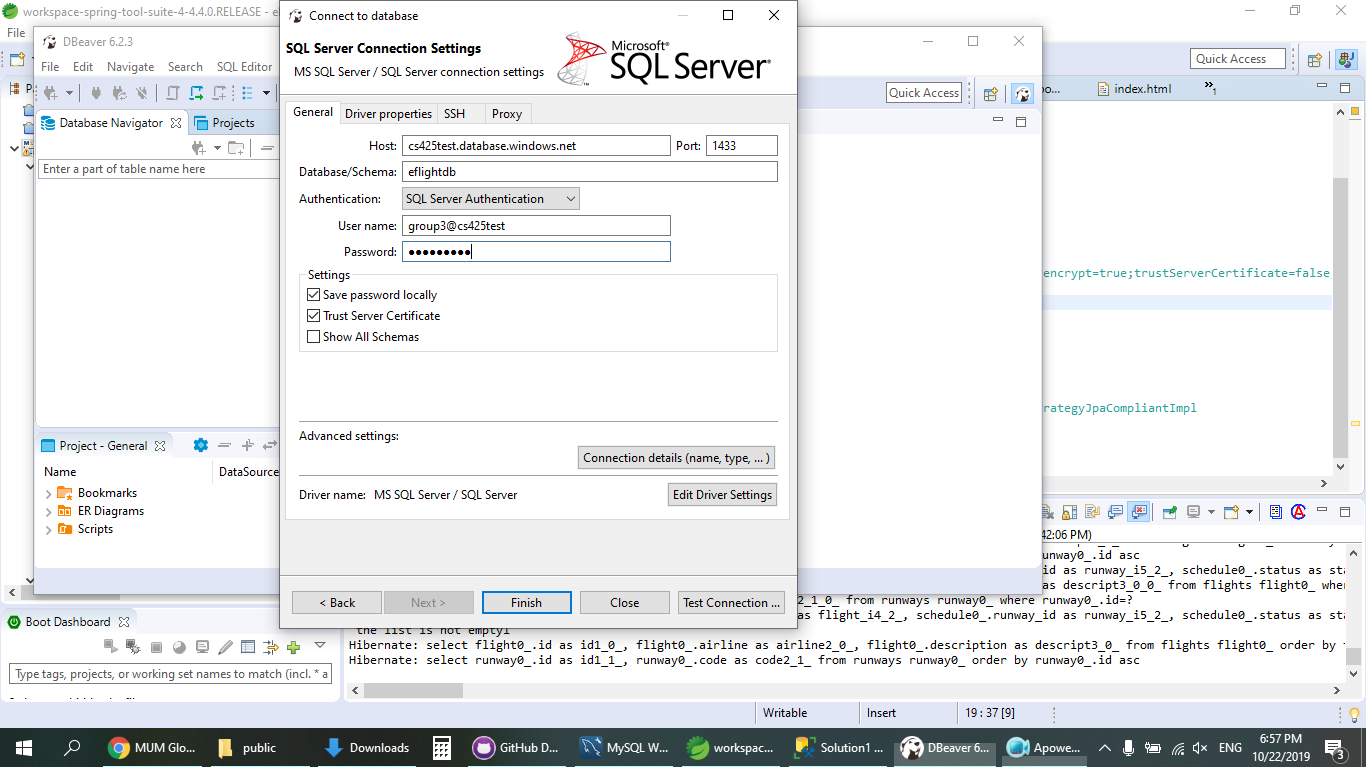 workspace-spring-tool-suite-4-4.4.0.RELEASE - e
File
DBeaver 6.2.3
File Edit Navigate Search SQL Editor
Quick Access
Quick Access
index.html
Database Navigator
Projects
Enter a part of table name here
Connect to database
SQL Server Connection Settings
MS SQL Server / SQL Server connection settings
Microsoft®
SQL Server®
General Driver properties SSH Proxy
Host: cs425test.database.windows.net Port: 1433
Database/Schema: eflightdb
Authentication: SQL Server Authentication
User name: group3@cs425test
Password: ●●●●●●●●●
Settings
Save password locally
Trust Server Certificate
Show All Schemas
Advanced settings:
Connection details (name, type, ... )
Driver name: MS SQL Server / SQL Server
Edit Driver Settings
< Back Next > Finish Close Test Connection ...
encrypt=true;trustServerCertificate=false
rategyJpaCompliantImpl
Project - General
Name DataSource
Bookmarks
ER Diagrams
Scripts
42:06 PM)
runway0_.id asc
id as runway_i5_2_, schedule0_.status as sta
as descript3_0_0_ from flights flight0_ wher
2_1_0_ from runways runway0_ where runway0_.id=?
as flight_i4_2_, schedule0_.runway_id as runway_i5_2_, schedule0_.status as sta
the list is not empty1
Hibernate: select flight0_.id as id1_0_, flight0_.airline as airline2_0_, flight0_.description as descript3_0_ from flights flight0_ order by
Hibernate: select runway0_.id as id1_1_, runway0_.code as code2_1_ from runways runway0_ order by runway0_.id asc
Boot Dashboard
Type tags, projects, or working set names to match (incl. * a
Writable Insert 19 : 37 [9]
MUM Glo...
public
Downloads
GitHub D...
MySQL W...
workspac...
Solution1 ...
DBeaver 6...
Apowe...
ENG
6:57 PM
10/22/2019
3